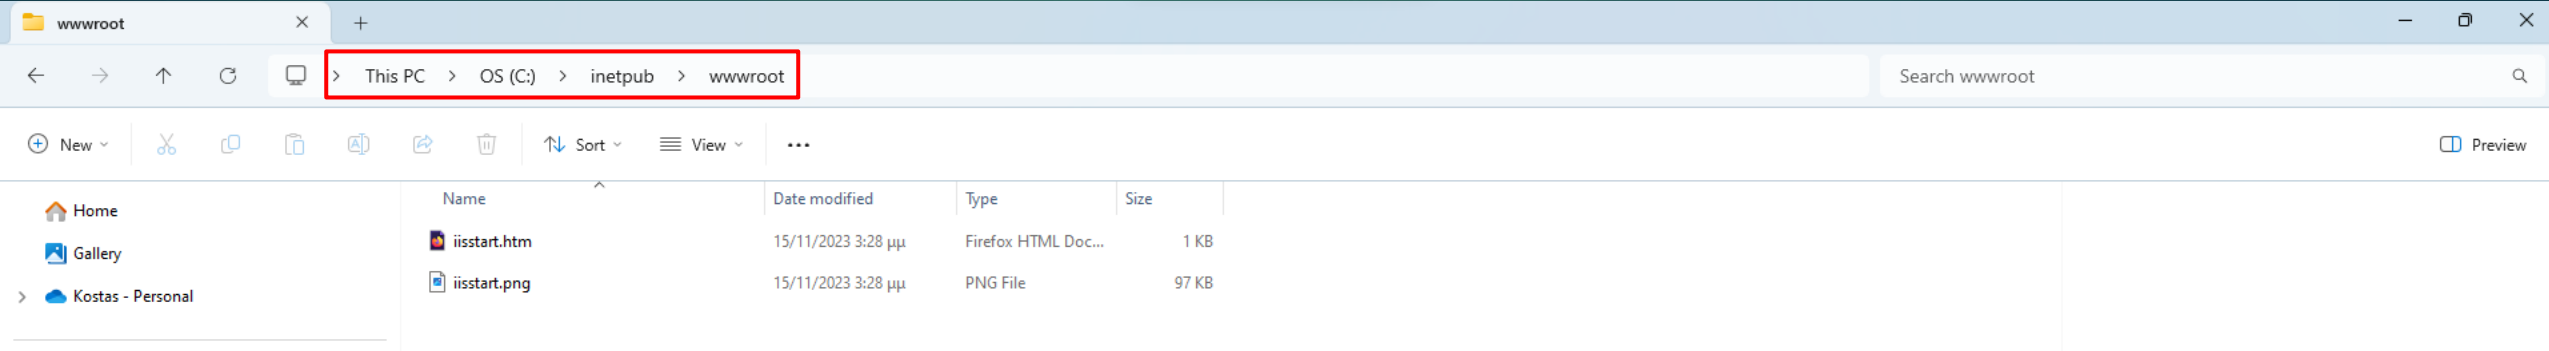 wwwroot
This PC > OS (C:) > inetpub > wwwroot
Search wwwroot
New
Sort
View
Preview
Name Date modified Type Size
Home
Gallery
Kostas - Personal
iisstart.htm 15/11/2023 3:28 μμ Firefox HTML Doc... 1 KB
iisstart.png 15/11/2023 3:28 μμ PNG File 97 KB